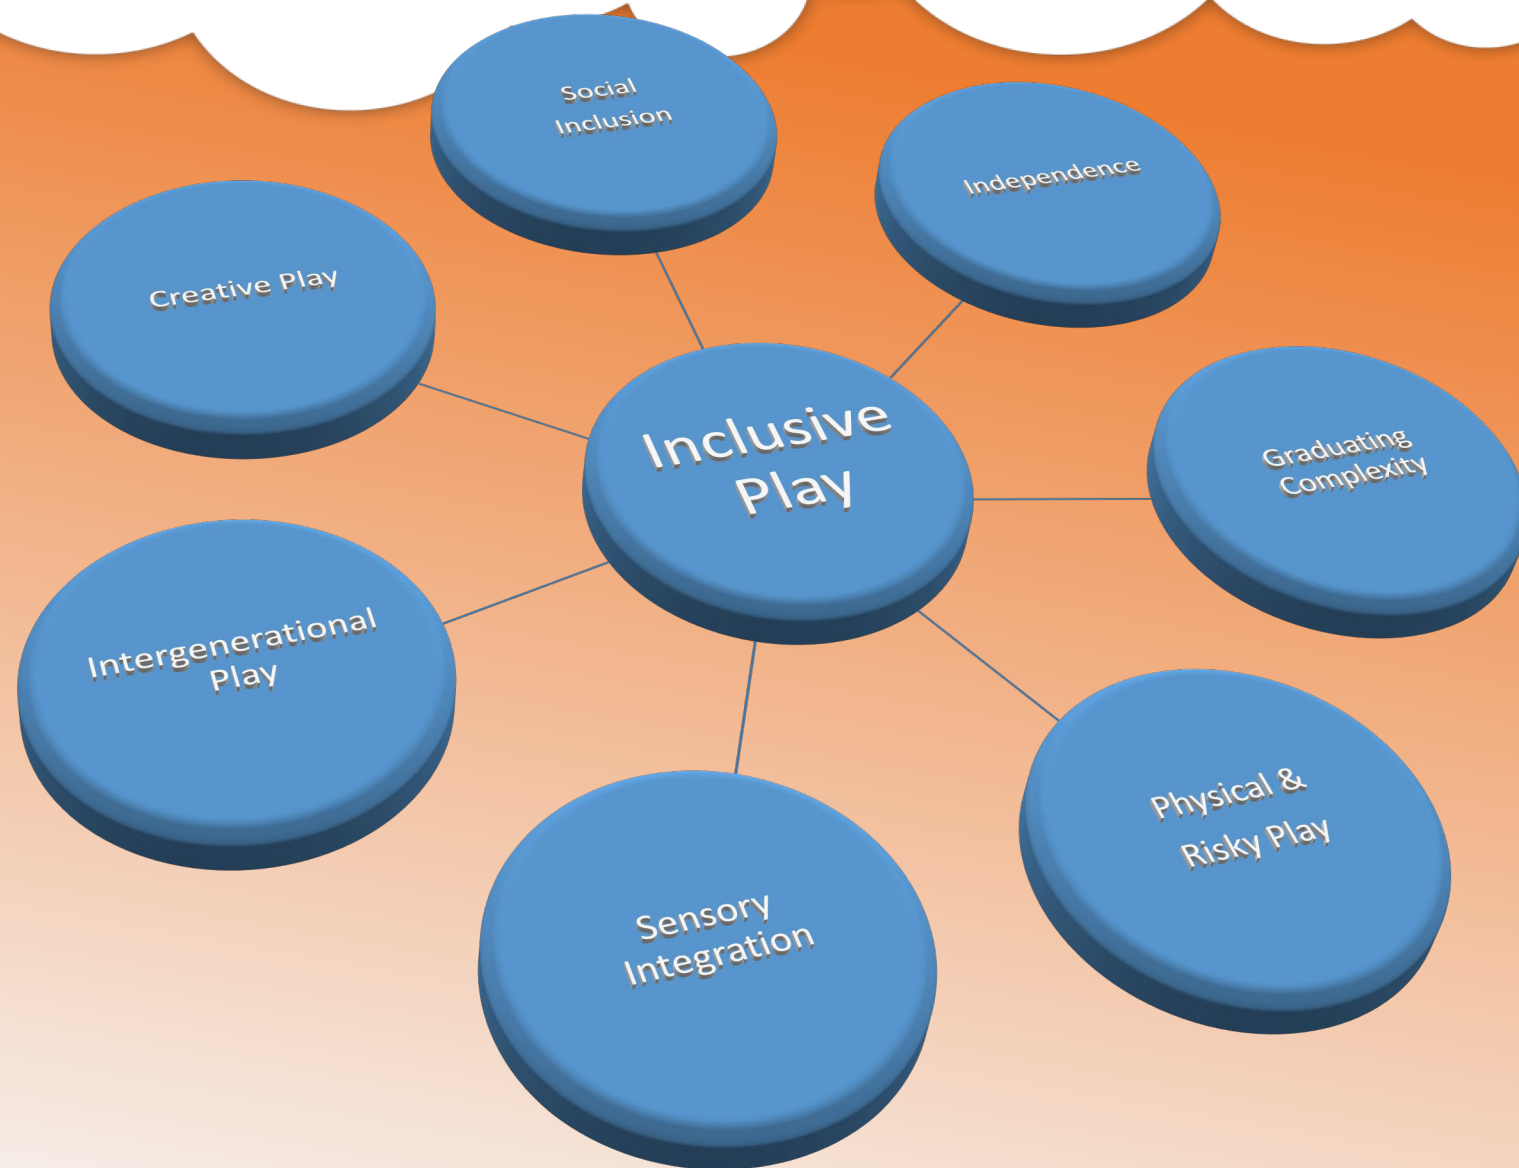 Social
Inclusion
Independence
Creative Play
Inclusive
Play
Graduating
Complexity
Intergenerational
Play
Physical &
Risky Play
Sensory
Integration